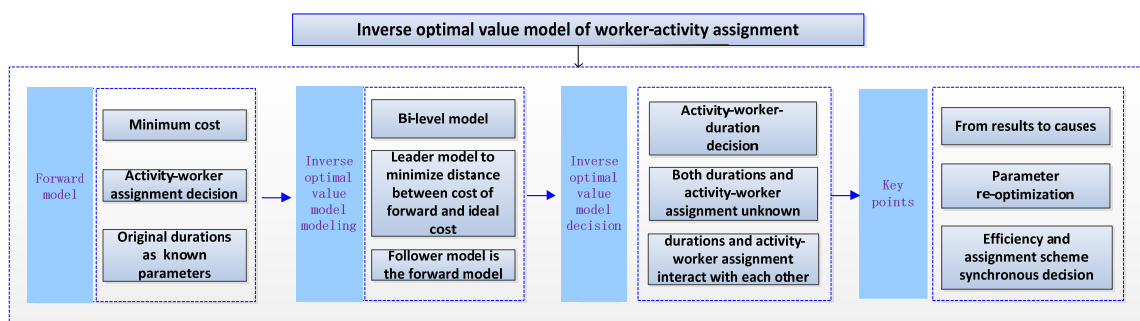 Inverse optimal value model of worker-activity assignment
Forward
model
Minimum cost
Activity-worker
assignment decision
Original durations
as known
parameters
Inverse
optimal
value
model
modeling
Bi-level model
Leader model to
minimize distance
between cost of
forward and ideal
cost
Follower model is
the forward model
Inverse
optimal
value
model
decision
Activity-worker-
duration
decision
Both durations and
activity-worker
assignment unknown
durations and activity-
worker assignment
interact with each other
Key
points
From results to causes
Parameter
re-optimization
Efficiency and
assignment scheme
synchronous decision